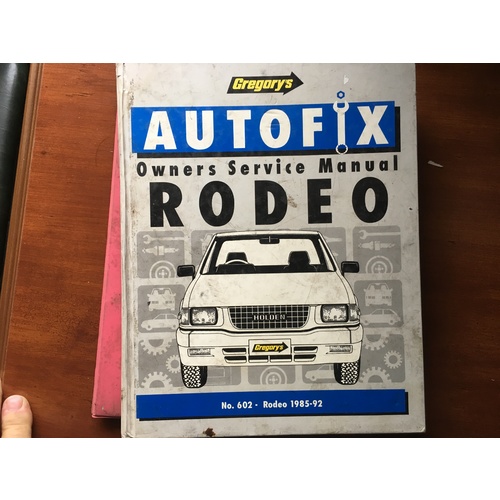 Gregory's
AUTOFIX
Owners Service Manual
RODEO
HOLDEN
Gregory's
No. 602 - Rodeo 1985-92